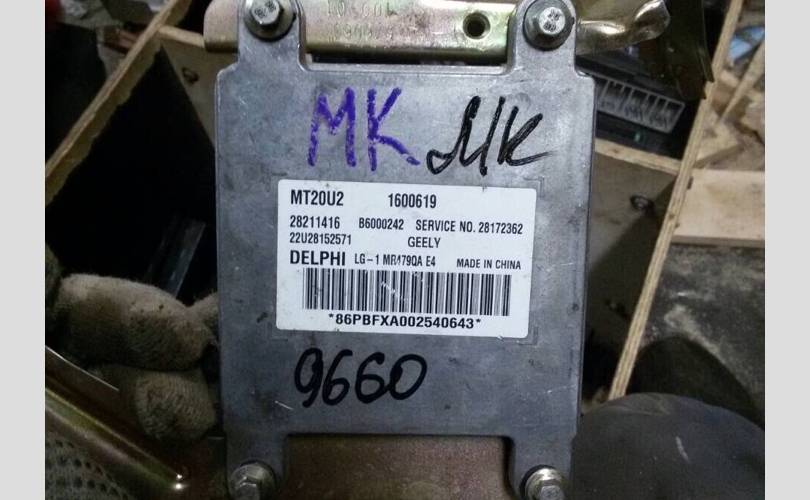 MK MK
MT20U2 1600619
28211416 B6000242 SERVICE NO. 28172362
22U28152571 GEELY
DELPHI LG-1 MR479QA E4 MADE IN CHINA
*86PBFXA002540643*
9660